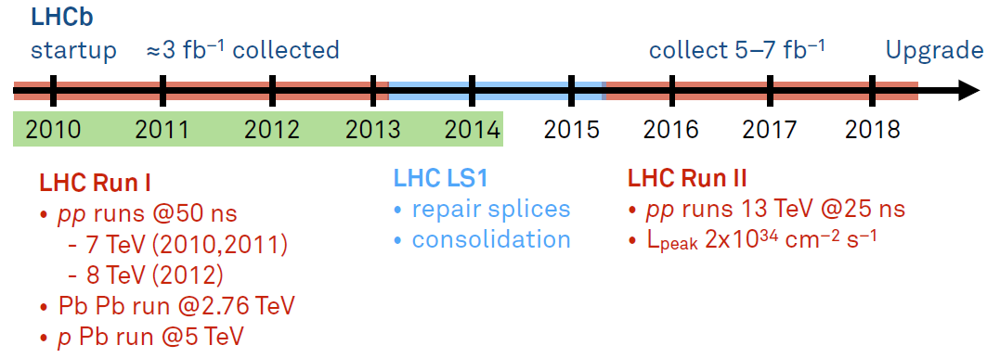 LHCb
startup ≈3 fb⁻¹ collected collect 5–7 fb⁻¹ Upgrade
2010 2011 2012 2013 2014 2015 2016 2017 2018
LHC Run I
• pp runs @50 ns
- 7 TeV (2010,2011)
- 8 TeV (2012)
• Pb Pb run @2.76 TeV
• p Pb run @5 TeV
LHC LS1
• repair splices
• consolidation
LHC Run II
• pp runs 13 TeV @25 ns
• Lpeak 2x10³⁴ cm⁻² s⁻¹